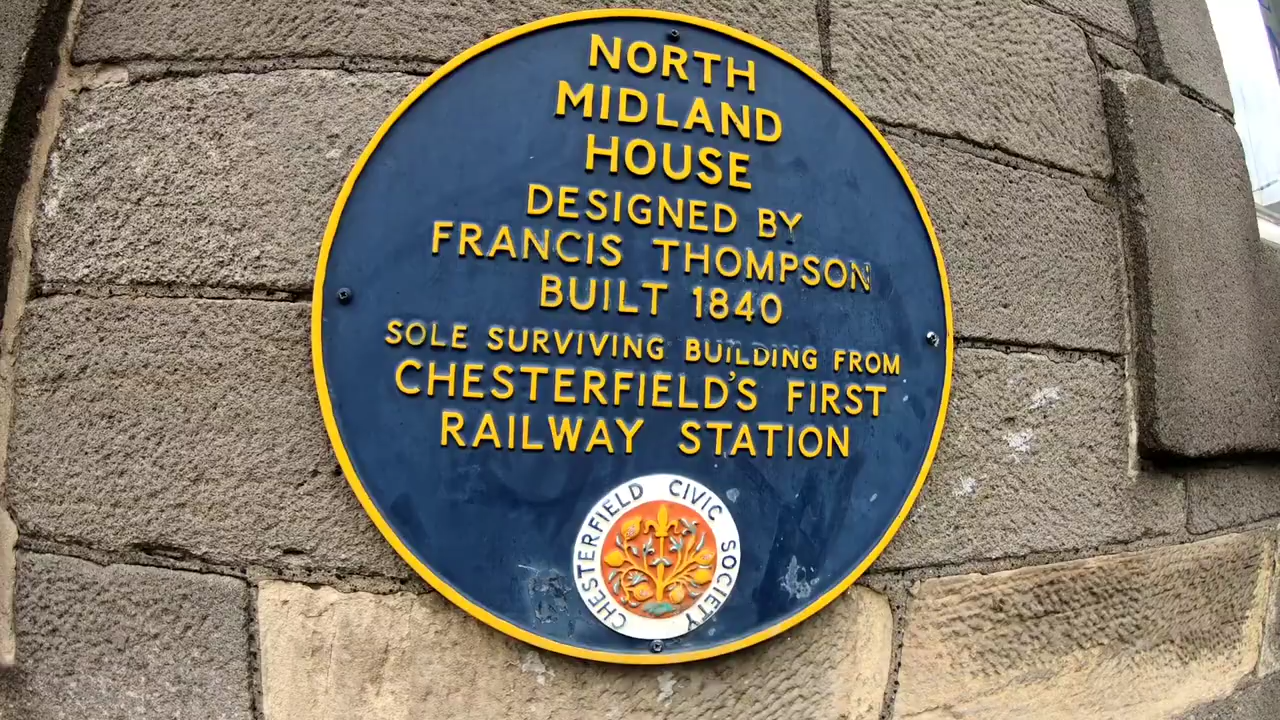 NORTH
MIDLAND
HOUSE
DESIGNED BY
FRANCIS THOMPSON
BUILT 1840
SOLE SURVIVING BUILDING FROM
CHESTERFIELD'S FIRST
RAILWAY STATION
CHESTERFIELD CIVIC SOCIETY